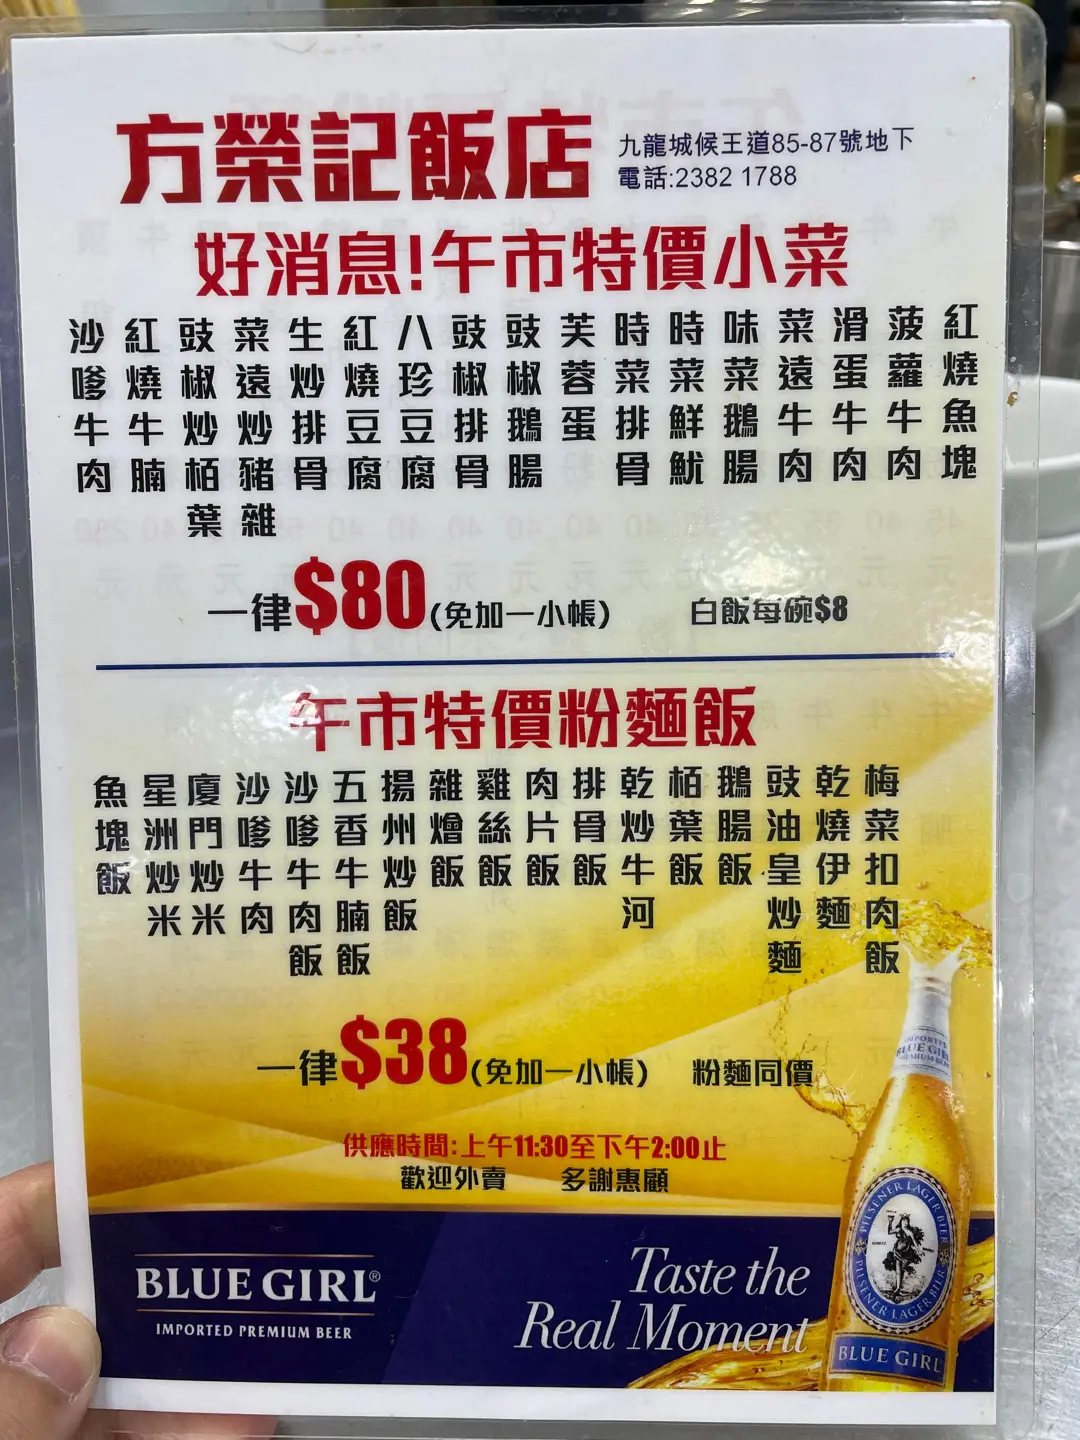 方榮記飯店
九龍城候王道85-87號地下
電話:2382 1788
好消息!午市特價小菜
紅燒魚塊
菠蘿牛肉
滑蛋牛肉
菜遠牛肉
味菜鵝腸
時菜鮮魷
時菜排骨
芙蓉蛋
豉椒鵝腸
豉椒排骨
八珍豆腐
紅燒豆腐
生炒排骨
菜遠炒豬雜
豉椒炒栢葉
紅燒牛腩
沙嗲牛肉
一律$80(免加一小帳)
白飯每碗$8
午市特價粉麵飯
梅菜扣肉飯
乾燒伊麵
豉油皇炒麵
鵝腸飯
栢葉飯
乾炒牛河
排骨飯
肉片飯
雞絲飯
雜燴飯
揚州炒飯
五香牛腩飯
沙嗲牛肉飯
沙嗲牛肉
廈門炒米
星洲炒米
魚塊飯
一律$38(免加一小帳)
粉麵同價
供應時間:上午11:30至下午2:00止
歡迎外賣 多謝惠顧
BLUE GIRL®
IMPORTED PREMIUM BEER
Taste the
Real Moment
IMPORTED
BLUE GIRL
PREMIUM BEER
PILSENER LAGER BIER
PILSENER LAGER BIER
BLUE GIRL